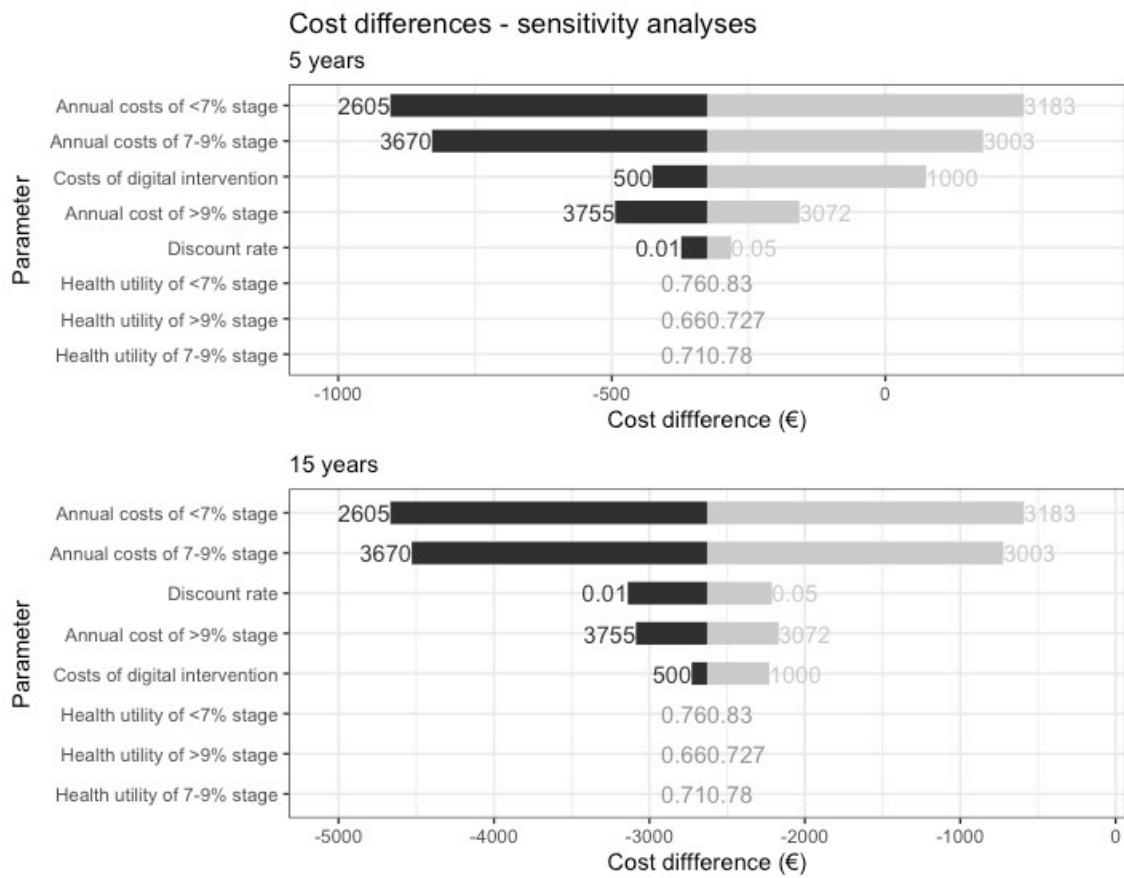 Cost differences - sensitivity analyses
5 years
Parameter
Annual costs of <7% stage 2605 3183
Annual costs of 7-9% stage 3670 3003
Costs of digital intervention 500 1000
Annual cost of >9% stage 3755 3072
Discount rate 0.01 0.05
Health utility of <7% stage 0.760.83
Health utility of >9% stage 0.660.727
Health utility of 7-9% stage 0.710.78
-1000 -500 0
Cost diffference (€)
15 years
Parameter
Annual costs of <7% stage 2605 3183
Annual costs of 7-9% stage 3670 3003
Discount rate 0.01 0.05
Annual cost of >9% stage 3755 3072
Costs of digital intervention 500 1000
Health utility of <7% stage 0.760.83
Health utility of >9% stage 0.660.727
Health utility of 7-9% stage 0.710.78
-5000 -4000 -3000 -2000 -1000 0
Cost diffference (€)